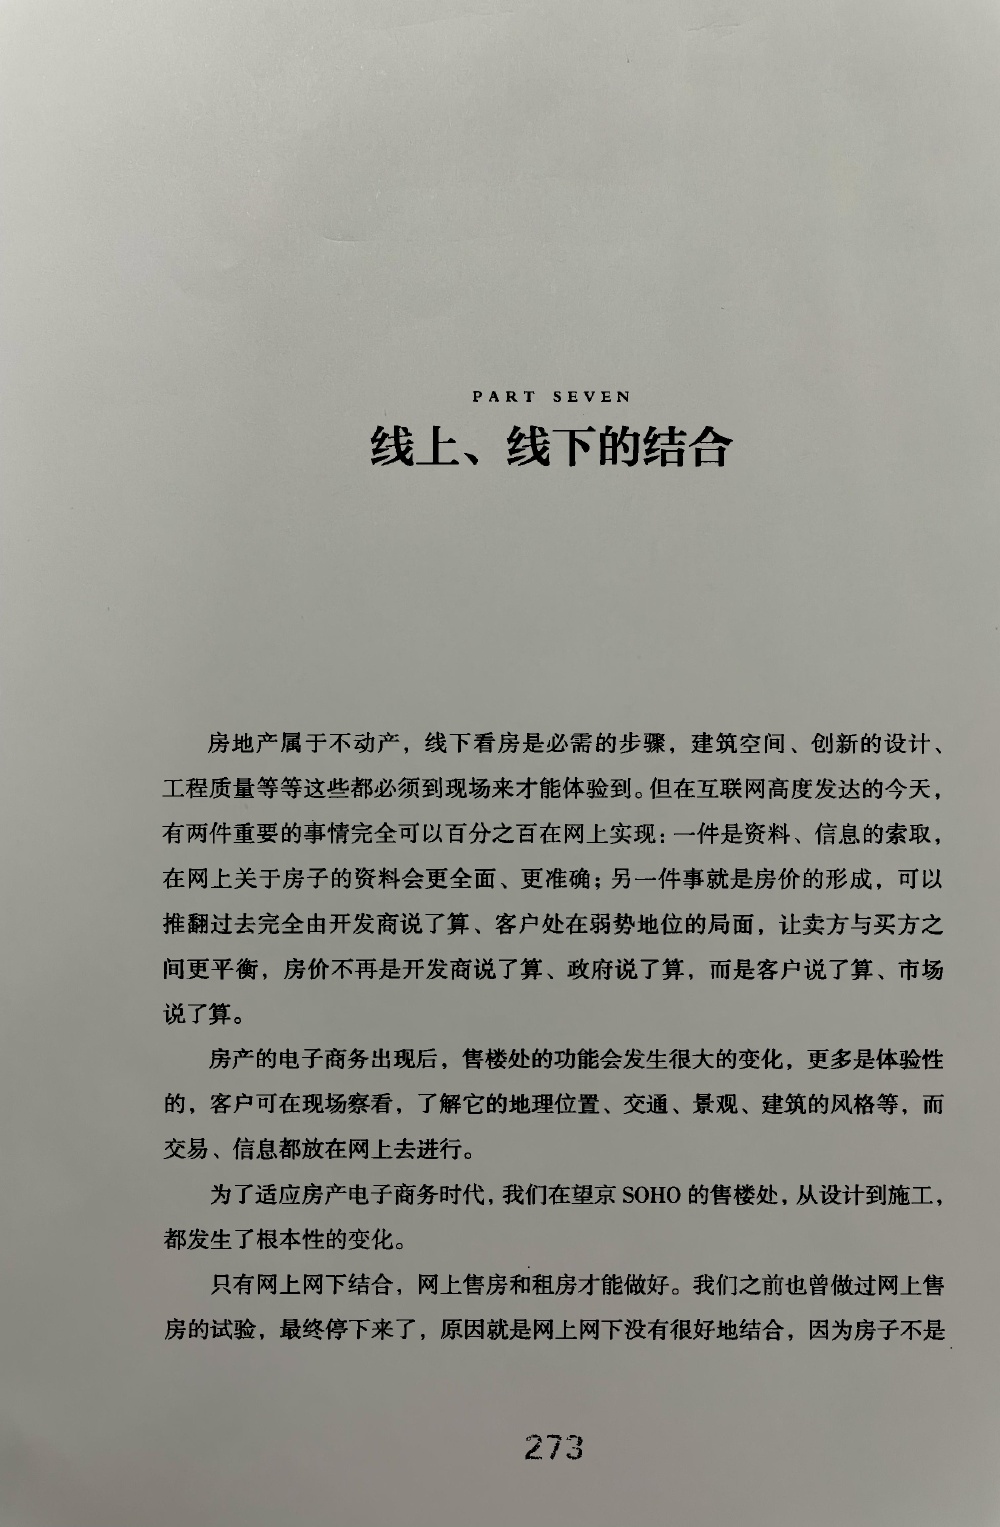 PART SEVEN
线上、线下的结合
房地产属于不动产，线下看房是必需的步骤，建筑空间、创新的设计、
工程质量等等这些都必须到现场来才能体验到。但在互联网高度发达的今天，
有两件重要的事情完全可以百分之百在网上实现：一件是资料、信息的索取，
在网上关于房子的资料会更全面、更准确；另一件事就是房价的形成，可以
推翻过去完全由开发商说了算、客户处在弱势地位的局面，让卖方与买方之
间更平衡，房价不再是开发商说了算、政府说了算，而是客户说了算、市场
说了算。
房产的电子商务出现后，售楼处的功能会发生很大的变化，更多是体验性
的，客户可在现场察看，了解它的地理位置、交通、景观、建筑的风格等，而
交易、信息都放在网上去进行。
为了适应房产电子商务时代，我们在望京 SOHO 的售楼处，从设计到施工，
都发生了根本性的变化。
只有网上网下结合，网上售房和租房才能做好。我们之前也曾做过网上售
房的试验，最终停下来了，原因就是网上网下没有很好地结合，因为房子不是
273